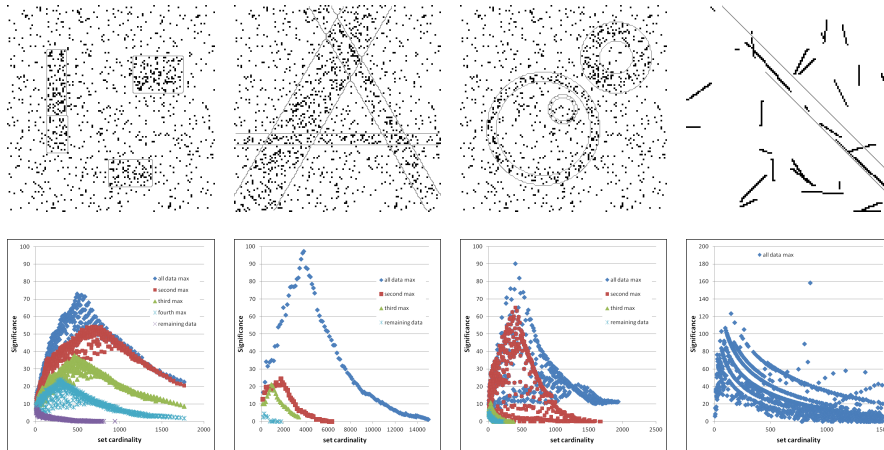 100
90
80
70
60
50
40
30
20
10
0
Significance
all data max
second max
third max
fourth max
remaining data
0 500 1000 1500 2000
set cardinality
100
90
80
70
60
50
40
30
20
10
0
Significance
all data max
second max
third max
remaining data
0 2000 4000 6000 8000 10000 12000 14000
set cardinality
100
90
80
70
60
50
40
30
20
10
0
Significance
all data max
second max
third max
remaining data
0 500 1000 1500 2000 2500
set cardinality
200
180
160
140
120
100
80
60
40
20
0
Significance
all data max
0 500 1000
set cardinality